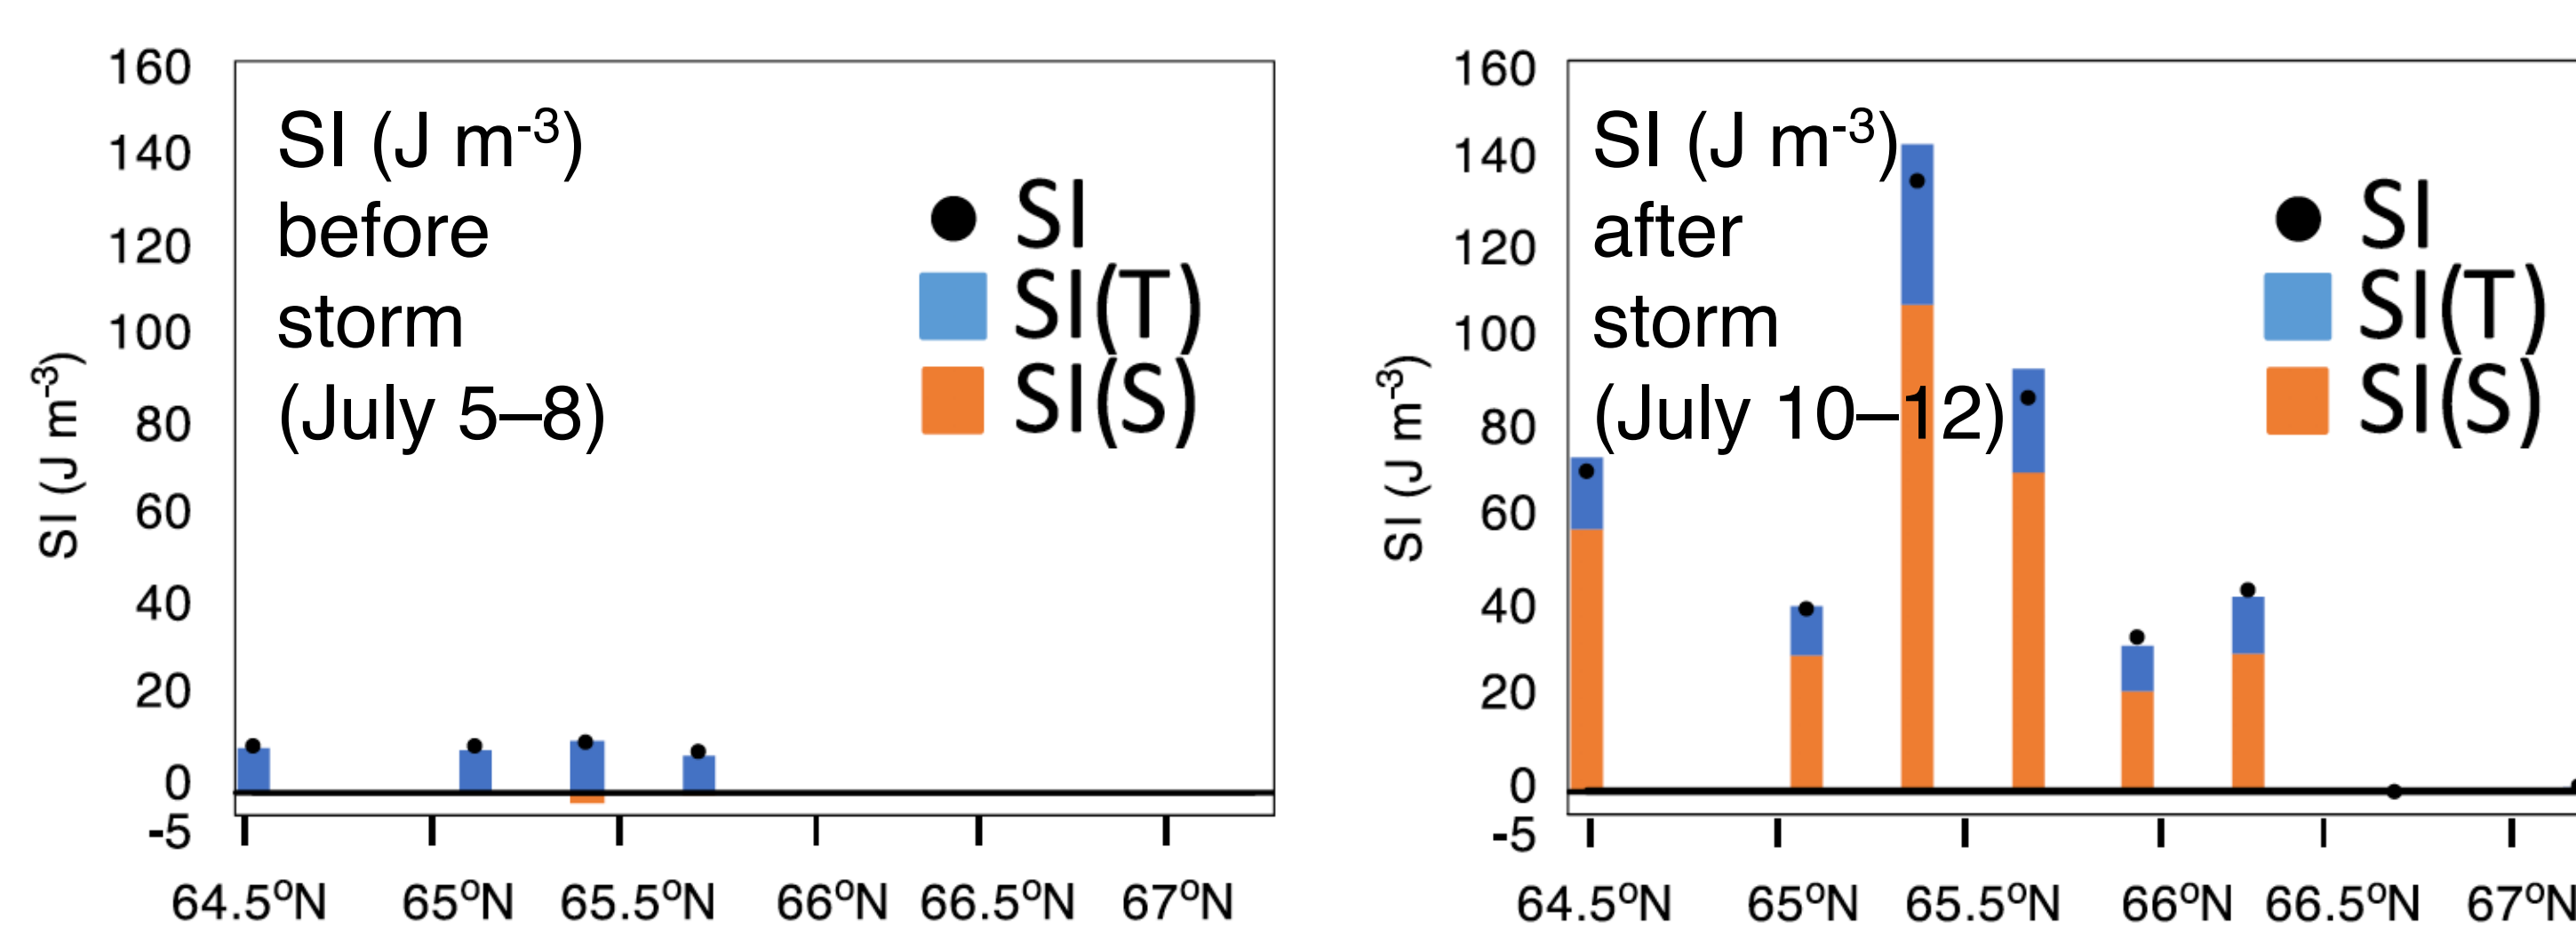 160
140
120
100
80
60
40
20
0
-5
SI (J m⁻³)
SI (J m⁻³)
before
storm
(July 5–8)
SI
SI(T)
SI(S)
64.5ºN 65ºN 65.5ºN 66ºN 66.5ºN 67ºN
160
140
120
100
80
60
40
20
0
-5
SI (J m⁻³)
SI (J m⁻³)
after
storm
(July 10–12)
SI
SI(T)
SI(S)
64.5ºN 65ºN 65.5ºN 66ºN 66.5ºN 67ºN